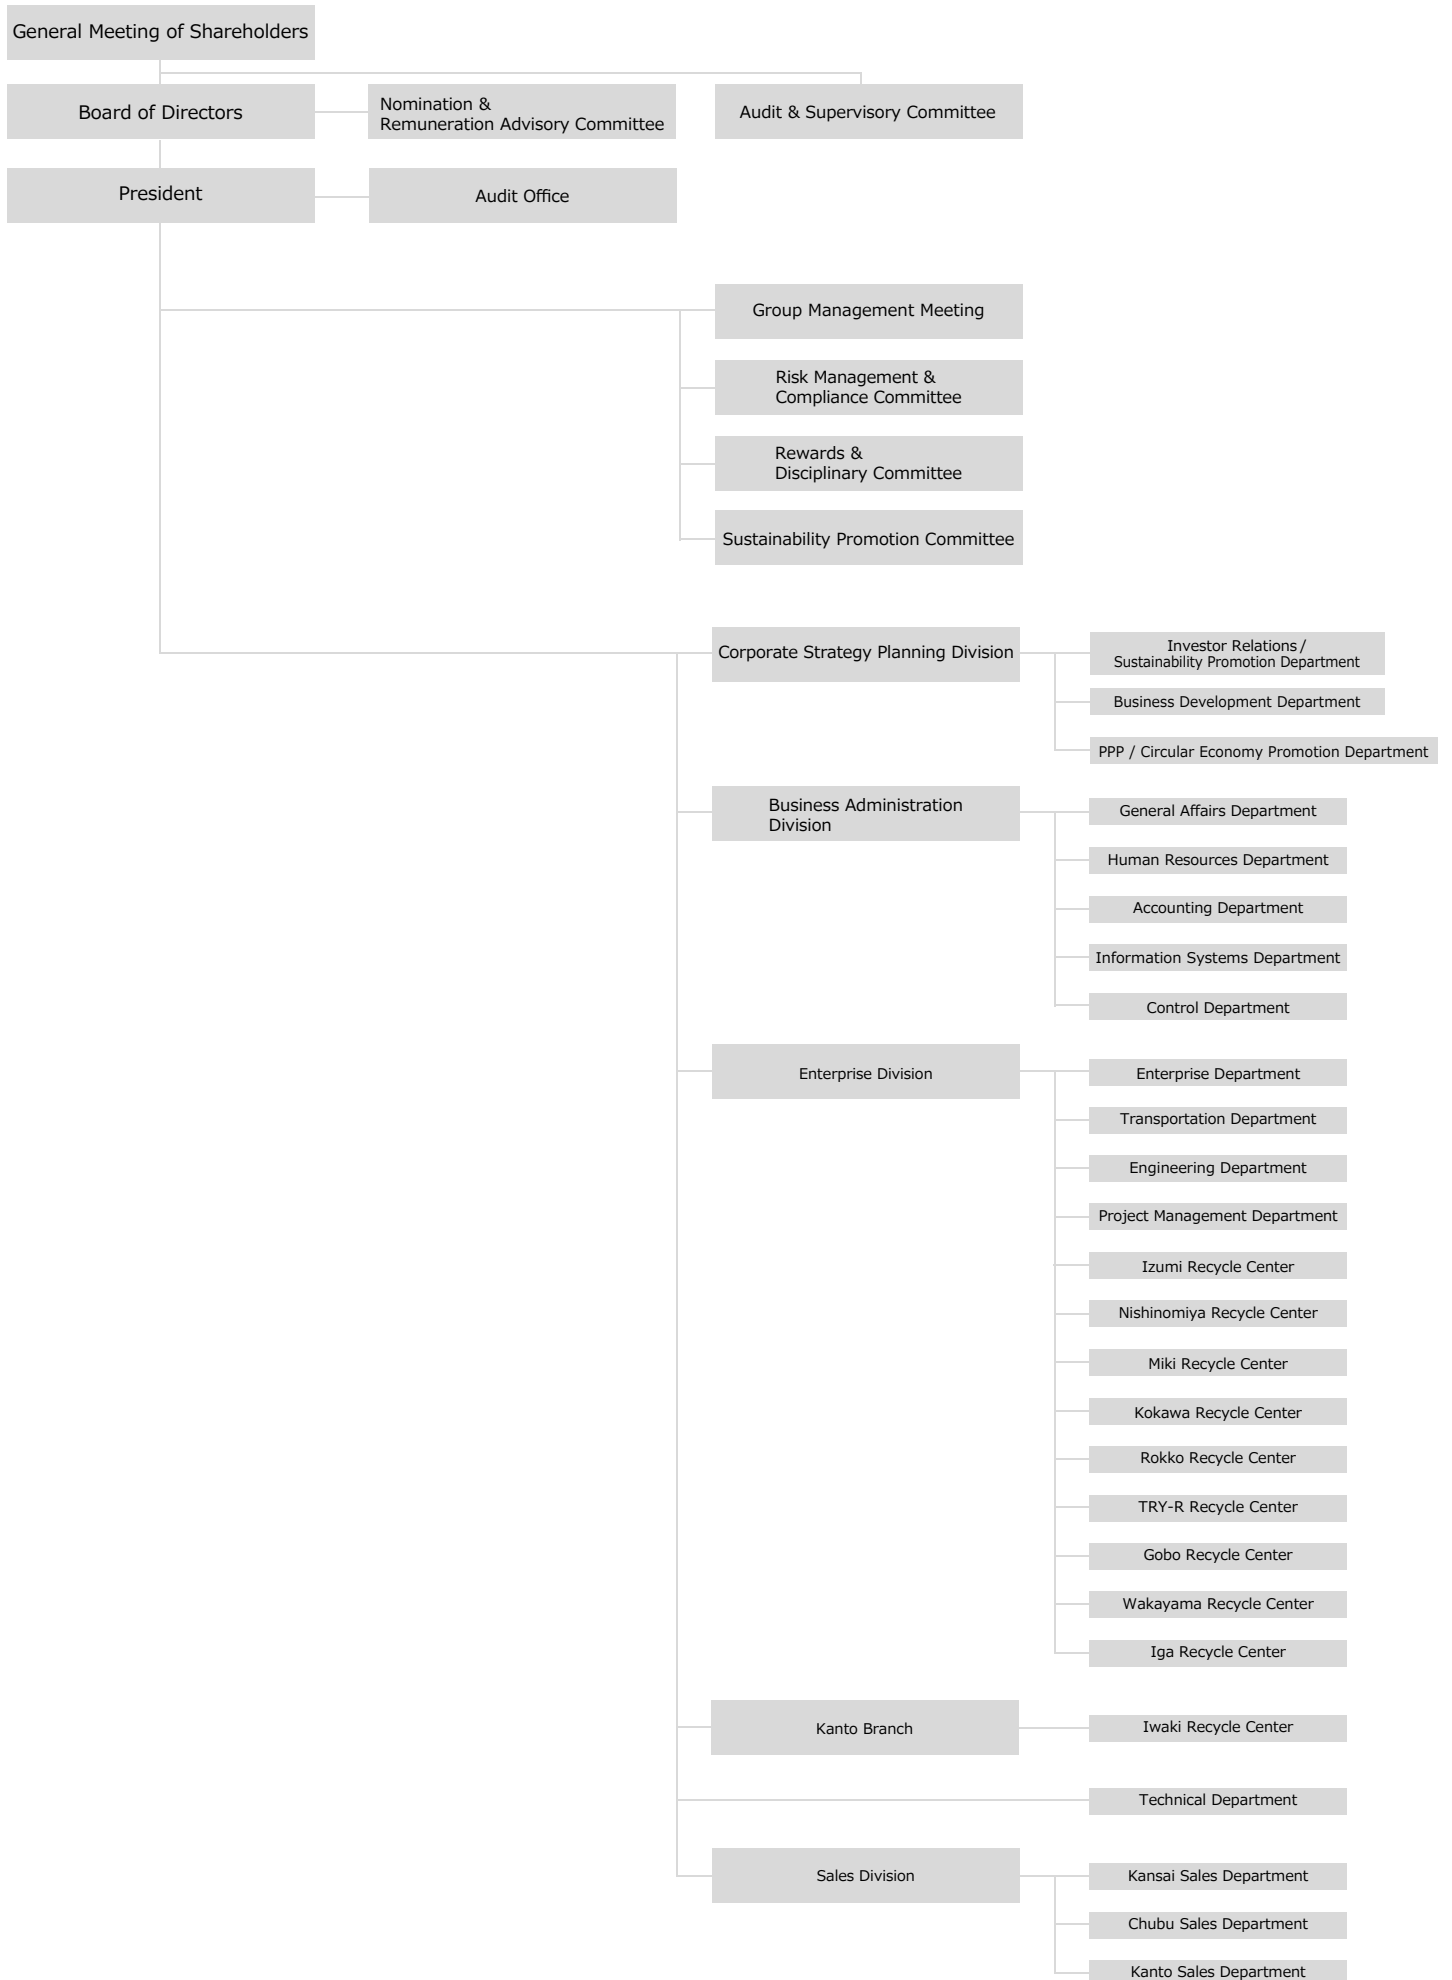 General Meeting of Shareholders
Board of Directors
Nomination &
Remuneration Advisory Committee
Audit & Supervisory Committee
President
Audit Office
Group Management Meeting
Risk Management &
Compliance Committee
Rewards &
Disciplinary Committee
Sustainability Promotion Committee
Corporate Strategy Planning Division
Investor Relations /
Sustainability Promotion Department
Business Development Department
PPP / Circular Economy Promotion Department
Business Administration
Division
General Affairs Department
Human Resources Department
Accounting Department
Information Systems Department
Control Department
Enterprise Division
Enterprise Department
Transportation Department
Engineering Department
Project Management Department
Izumi Recycle Center
Nishinomiya Recycle Center
Miki Recycle Center
Kokawa Recycle Center
Rokko Recycle Center
TRY-R Recycle Center
Gobo Recycle Center
Wakayama Recycle Center
Iga Recycle Center
Kanto Branch
Iwaki Recycle Center
Technical Department
Sales Division
Kansai Sales Department
Chubu Sales Department
Kanto Sales Department